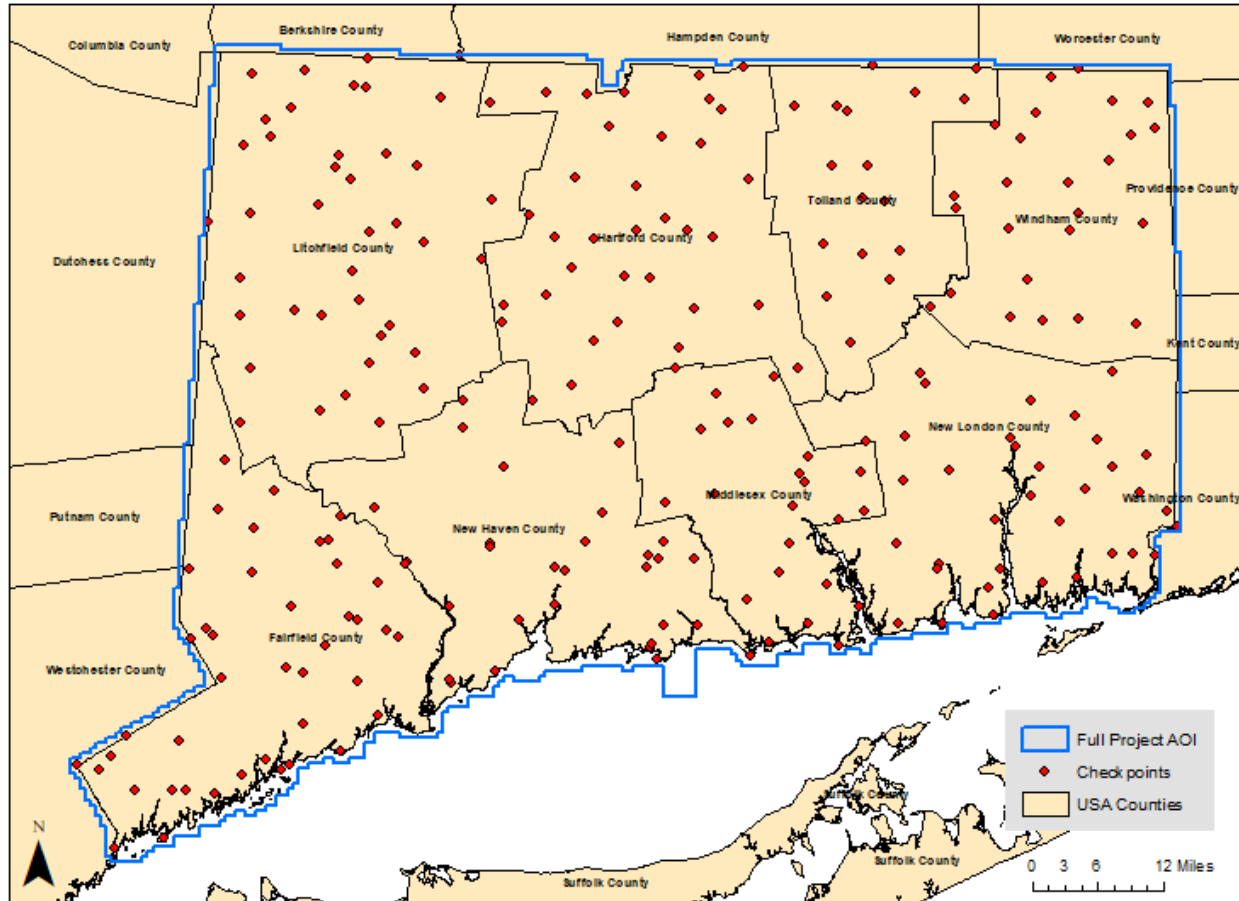 Columbia County
Berkshire County
Hampden County
Worcester County
Providence County
Tolland County
Windham County
Litchfield County
Hartford County
Dutchess County
Kent County
New London County
Middlesex County
Washington County
Putnam County
New Haven County
Fairfield County
Westchester County
Full Project AOI
Check points
USA Counties
Suffolk County
Suffolk County
Suffolk County
N
0 3 6 12 Miles